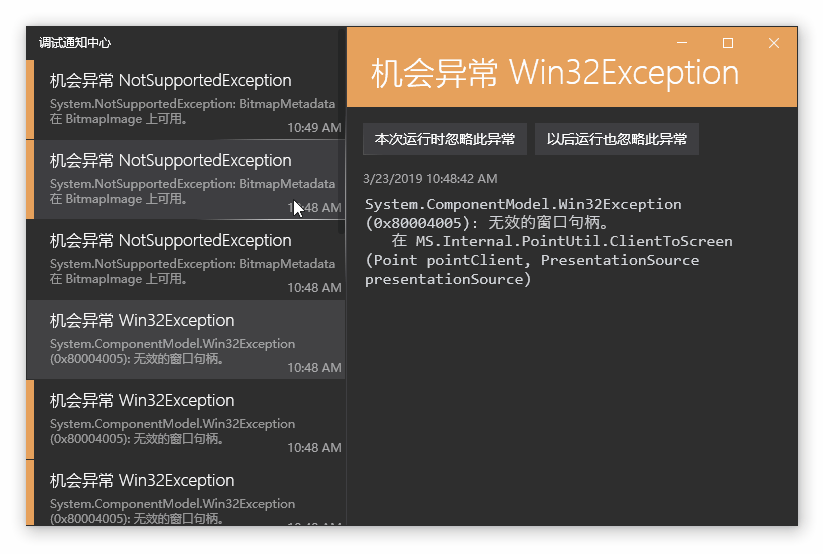 调试通知中心
机会异常 NotSupportedException
System.NotSupportedException: BitmapMetadata
在 BitmapImage 上可用。
10:49 AM
机会异常 NotSupportedException
System.NotSupportedException: BitmapMetadata
在 BitmapImage 上可用。
:48 AM
机会异常 NotSupportedException
System.NotSupportedException: BitmapMetadata
在 BitmapImage 上可用。
10:48 AM
机会异常 Win32Exception
System.ComponentModel.Win32Exception
(0x80004005): 无效的窗口句柄。
10:48 AM
机会异常 Win32Exception
System.ComponentModel.Win32Exception
(0x80004005): 无效的窗口句柄。
10:48 AM
机会异常 Win32Exception
System.ComponentModel.Win32Exception
(0x80004005): 无效的窗口句柄。
机会异常 Win32Exception
本次运行时忽略此异常
以后运行也忽略此异常
3/23/2019 10:48:42 AM
System.ComponentModel.Win32Exception
(0x80004005): 无效的窗口句柄。
在 MS.Internal.PointUtil.ClientToScreen
(Point pointClient, PresentationSource
presentationSource)